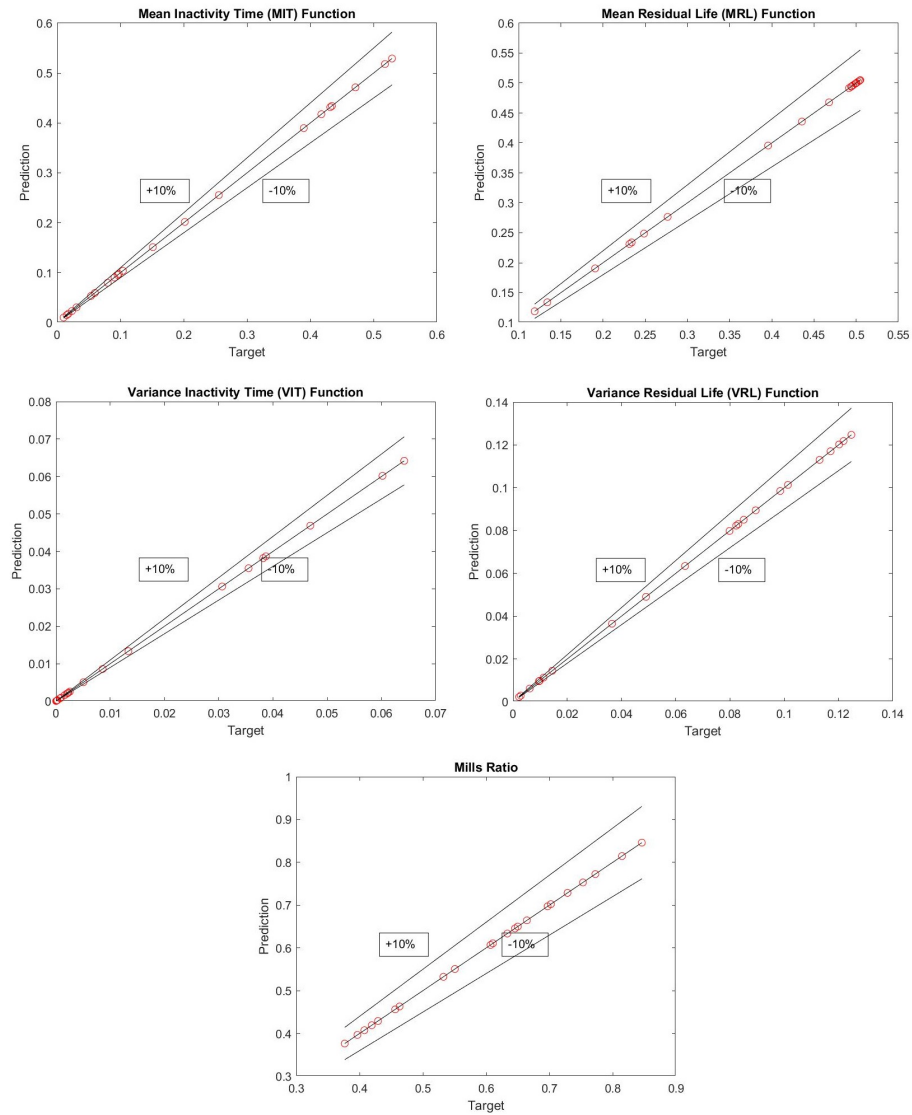 Mean Inactivity Time (MIT) Function
0.6
0.5
0.4
0.3
0.2
0.1
0
Prediction
+10%
-10%
0 0.1 0.2 0.3 0.4 0.5 0.6
Target
Mean Residual Life (MRL) Function
0.6
0.55
0.5
0.45
0.4
0.35
0.3
0.25
0.2
0.15
0.1
Prediction
+10%
-10%
0.1 0.15 0.2 0.25 0.3 0.35 0.4 0.45 0.5 0.55
Target
Variance Inactivity Time (VIT) Function
0.08
0.07
0.06
0.05
0.04
0.03
0.02
0.01
0
Prediction
+10%
-10%
0 0.01 0.02 0.03 0.04 0.05 0.06 0.07
Target
Variance Residual Life (VRL) Function
0.14
0.12
0.1
0.08
0.06
0.04
0.02
0
Prediction
+10%
-10%
0 0.02 0.04 0.06 0.08 0.1 0.12 0.14
Target
Mills Ratio
1
0.9
0.8
0.7
0.6
0.5
0.4
0.3
Prediction
+10%
-10%
0.3 0.4 0.5 0.6 0.7 0.8 0.9
Target